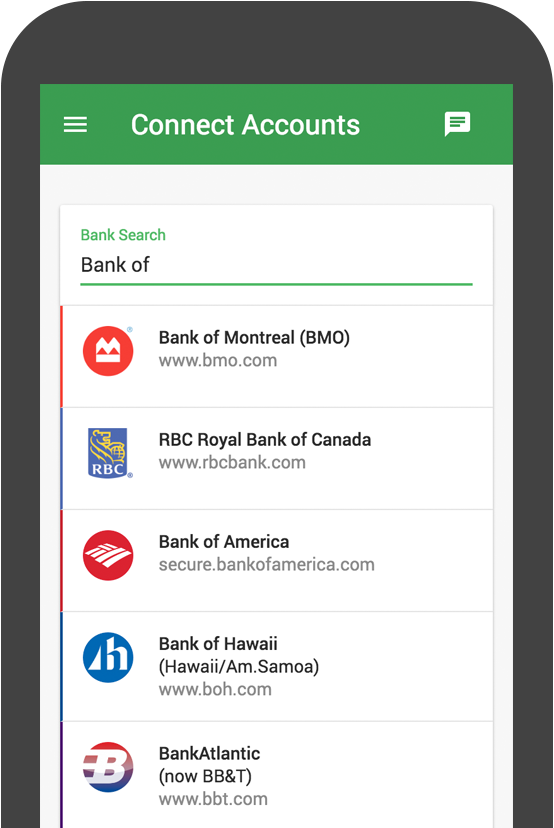 Connect Accounts
Bank Search
Bank of
Bank of Montreal (BMO)
www.bmo.com
RBC
®
RBC Royal Bank of Canada
www.rbcbank.com
Bank of America
secure.bankofamerica.com
Bank of Hawaii
(Hawaii/Am.Samoa)
www.boh.com
B
BankAtlantic
(now BB&T)
www.bbt.com